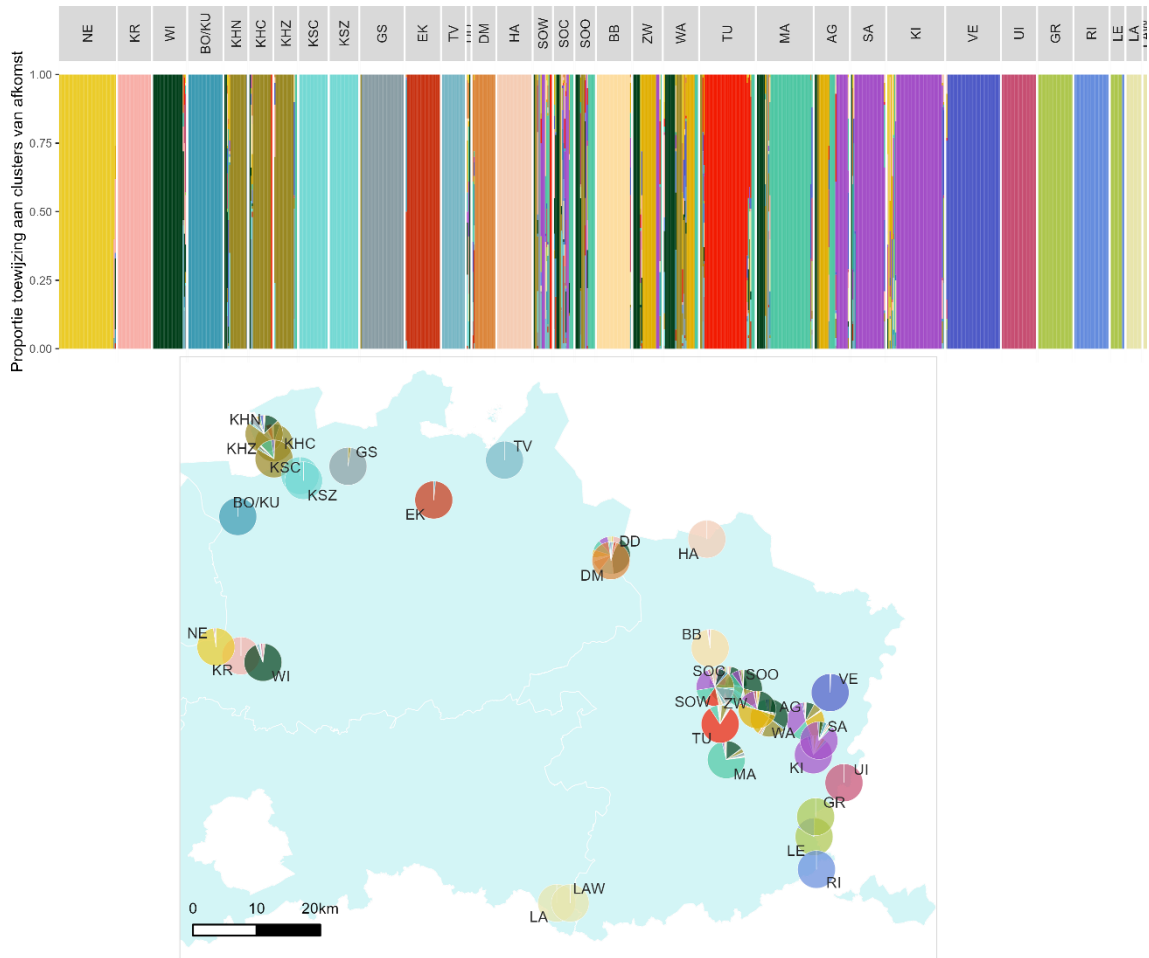 NE KR WI BO/KU KHN KHC KHZ KSC KSZ GS EK TV DM HA SOW SOC SOO BB ZW WA TU MA AG SA KI VE UI GR RI LE LA
Proportie toewijzing aan clusters van afkomst
1.00
0.75
0.50
0.25
0.00
KHN
KHZ
KHC
KSC
KSZ
GS
TV
BO/KU
EK
DD
DM
HA
NE
KR
WI
BB
SOC
SOO
VE
SOW
ZW
AG
TU
WA
SA
MA
KI
UI
GR
LE
RI
LAW
LA
0 10 20km